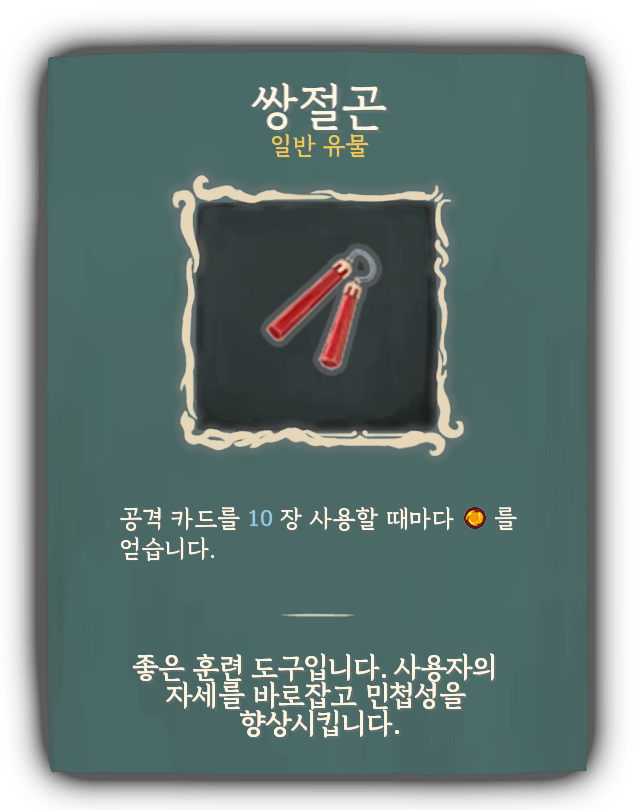 쌍절곤
일반 유물
공격 카드를 10 장 사용할 때마다 를
얻습니다.
좋은 훈련 도구입니다. 사용자의
자세를 바로잡고 민첩성을
향상시킵니다.